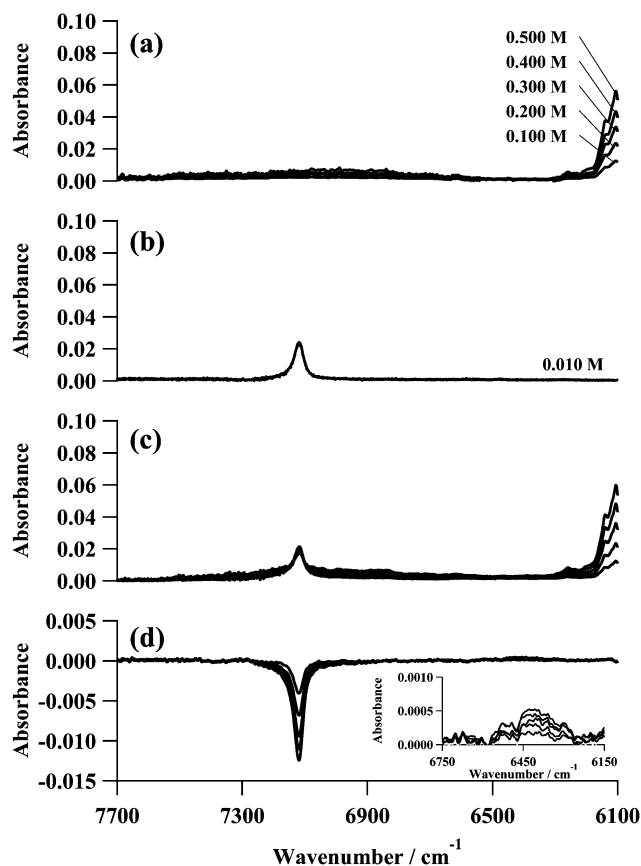 0.10
0.08
0.06
0.04
0.02
0.00
Absorbance
(a)
0.500 M
0.400 M
0.300 M
0.200 M
0.100 M
0.10
0.08
0.06
0.04
0.02
0.00
Absorbance
(b)
0.010 M
0.10
0.08
0.06
0.04
0.02
0.00
Absorbance
(c)
0.005
0.000
-0.005
-0.010
-0.015
Absorbance
(d)
0.0010
0.0005
0.0000
Absorbance
6750 6450 6150
Wavenumber / cm⁻¹
7700 7300 6900 6500 6100
Wavenumber / cm⁻¹